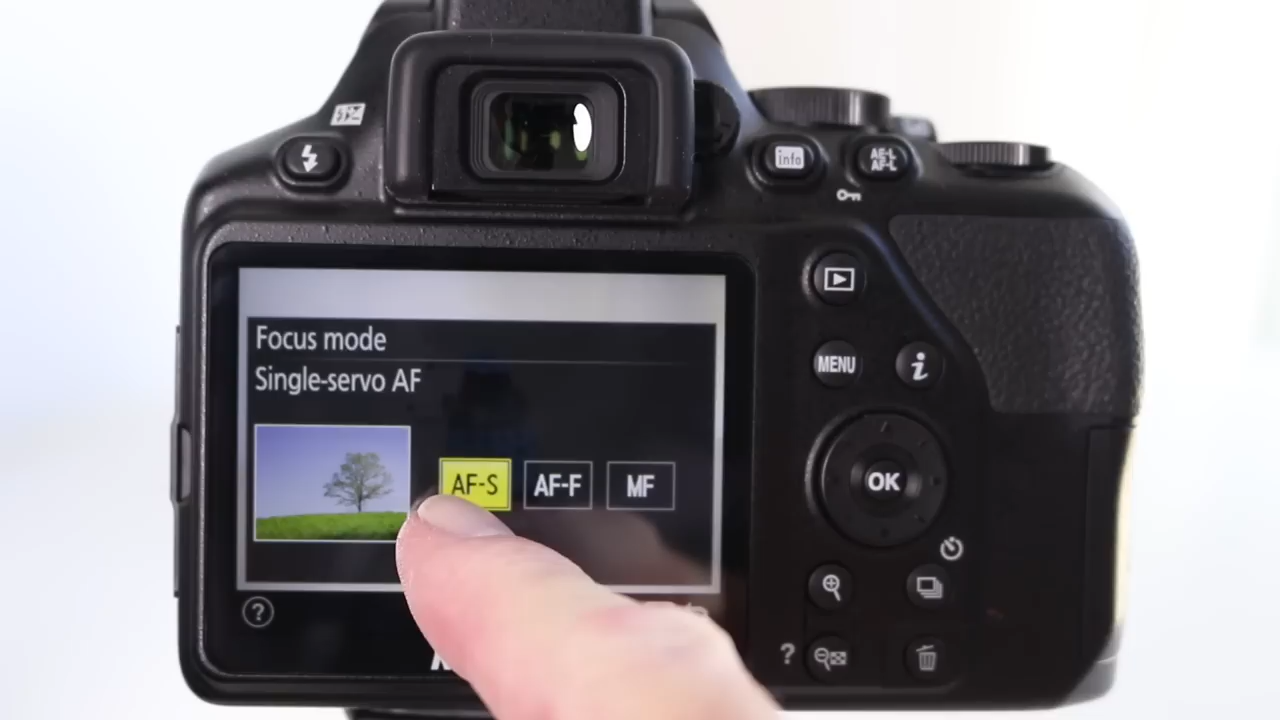 info
AE-L
AF-L
Focus mode
Single-servo AF
AF-S
AF-F
MF
MENU
i
OK
?
?